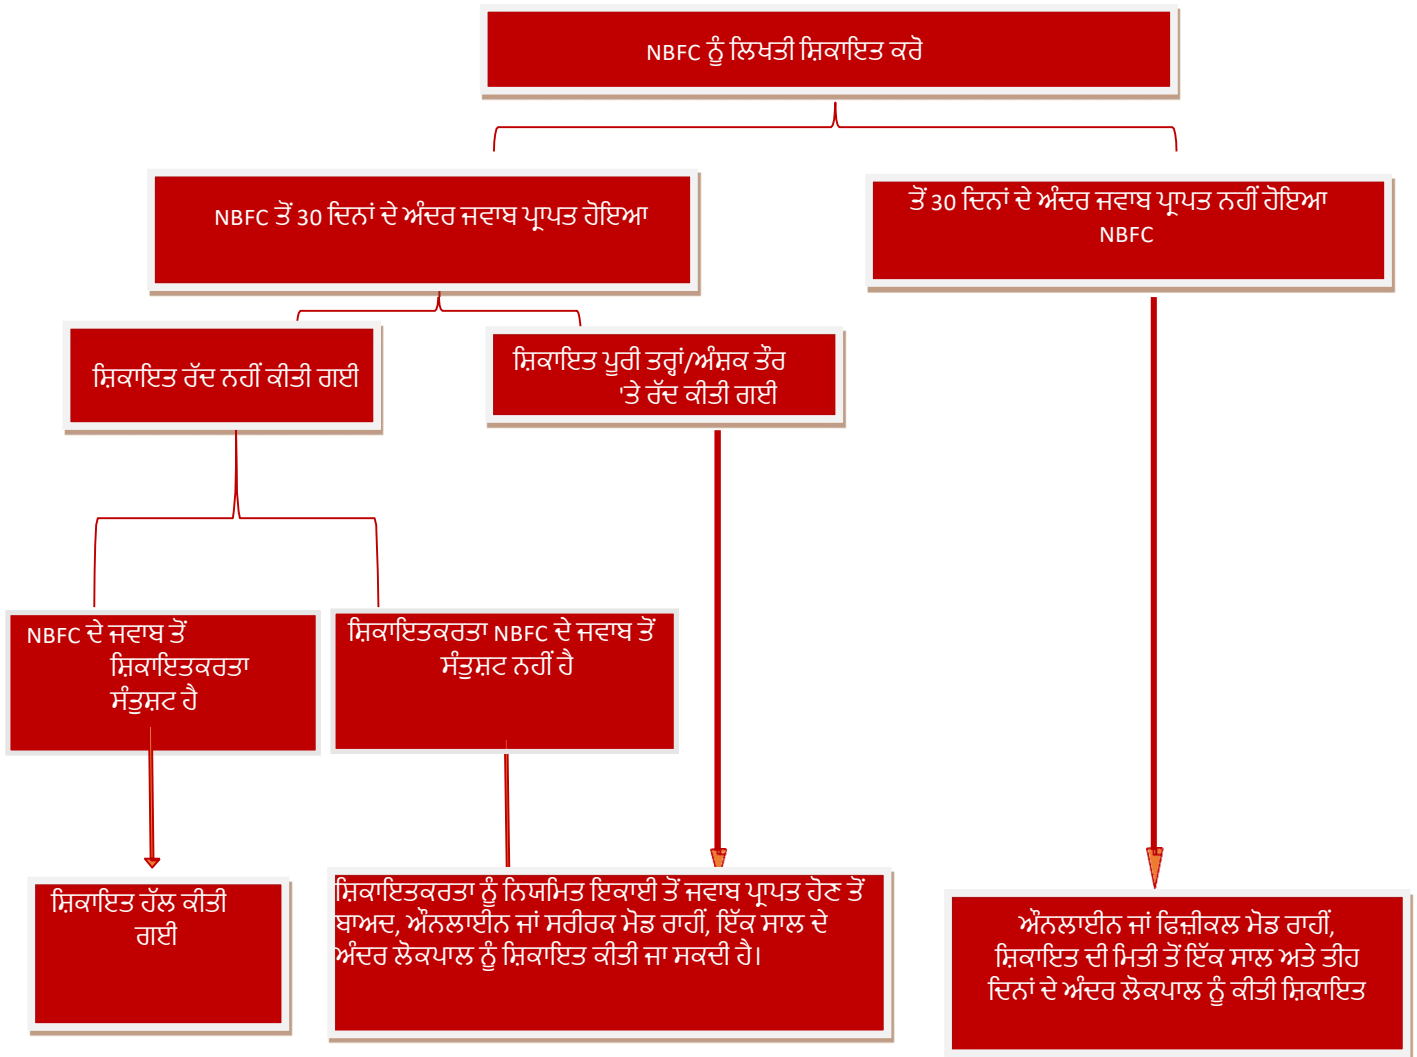 NBFC ਨੂੰ ਲਿਖਤੀ ਸ਼ਿਕਾਇਤ ਕਰੋ
NBFC ਤੋਂ 30 ਦਿਨਾਂ ਦੇ ਅੰਦਰ ਜਵਾਬ ਪ੍ਰਾਪਤ ਹੋਇਆ
ਤੋਂ 30 ਦਿਨਾਂ ਦੇ ਅੰਦਰ ਜਵਾਬ ਪ੍ਰਾਪਤ ਨਹੀਂ ਹੋਇਆ
NBFC
ਸ਼ਿਕਾਇਤ ਰੱਦ ਨਹੀਂ ਕੀਤੀ ਗਈ
ਸ਼ਿਕਾਇਤ ਪੂਰੀ ਤਰ੍ਹਾਂ/ਅੰਸ਼ਕ ਤੌਰ
'ਤੇ ਰੱਦ ਕੀਤੀ ਗਈ
NBFC ਦੇ ਜਵਾਬ ਤੋਂ
ਸ਼ਿਕਾਇਤਕਰਤਾ
ਸੰਤੁਸ਼ਟ ਹੈ
ਸ਼ਿਕਾਇਤਕਰਤਾ NBFC ਦੇ ਜਵਾਬ ਤੋਂ
ਸੰਤੁਸ਼ਟ ਨਹੀਂ ਹੈ
ਸ਼ਿਕਾਇਤ ਹੱਲ ਕੀਤੀ
ਗਈ
ਸ਼ਿਕਾਇਤਕਰਤਾ ਨੂੰ ਨਿਯਮਿਤ ਇਕਾਈ ਤੋਂ ਜਵਾਬ ਪ੍ਰਾਪਤ ਹੋਣ ਤੋਂ
ਬਾਅਦ, ਔਨਲਾਈਨ ਜਾਂ ਸਰੀਰਕ ਮੋਡ ਰਾਹੀਂ, ਇੱਕ ਸਾਲ ਦੇ
ਅੰਦਰ ਲੋਕਪਾਲ ਨੂੰ ਸ਼ਿਕਾਇਤ ਕੀਤੀ ਜਾ ਸਕਦੀ ਹੈ।
ਔਨਲਾਈਨ ਜਾਂ ਫਿਜ਼ੀਕਲ ਮੋਡ ਰਾਹੀਂ,
ਸ਼ਿਕਾਇਤ ਦੀ ਮਿਤੀ ਤੋਂ ਇੱਕ ਸਾਲ ਅਤੇ ਤੀਹ
ਦਿਨਾਂ ਦੇ ਅੰਦਰ ਲੋਕਪਾਲ ਨੂੰ ਕੀਤੀ ਸ਼ਿਕਾਇਤ